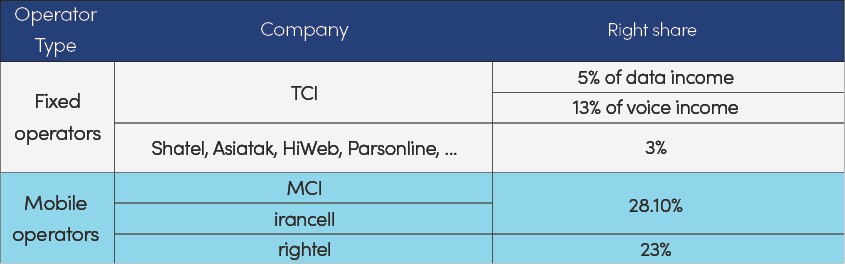 Operator
Type
Company
Right share
Fixed
operators
TCI
5% of data income
13% of voice income
Shatel, Asiatak, HiWeb, Parsonline, ...
3%
Mobile
operators
MCI
irancell
28.10%
rightel
23%